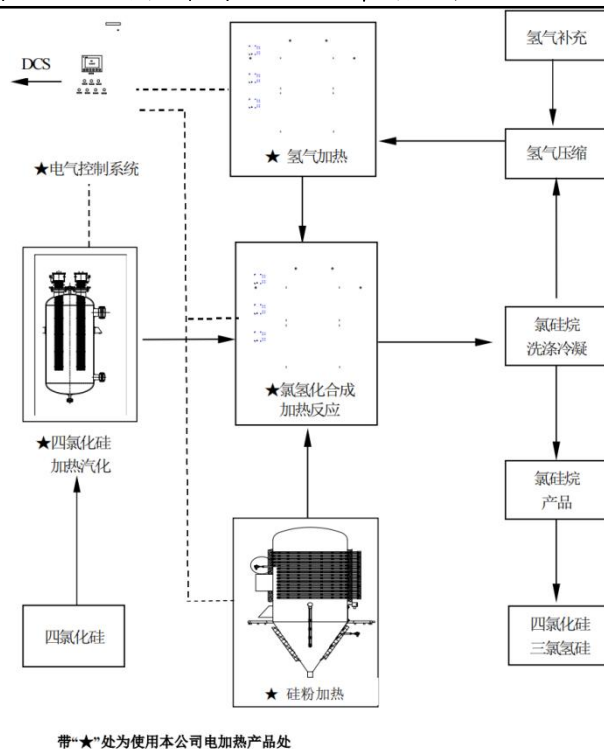 氢气补充
DCS
★ 氢气加热
氢气压缩
★电气控制系统
氯硅烷
洗涤冷凝
★氯氢化合成
加热反应
★四氯化硅
加热汽化
氯硅烷
产品
四氯化硅
四氯化硅
三氯氢硅
★ 硅粉加热
带“★”处为使用本公司电加热产品处